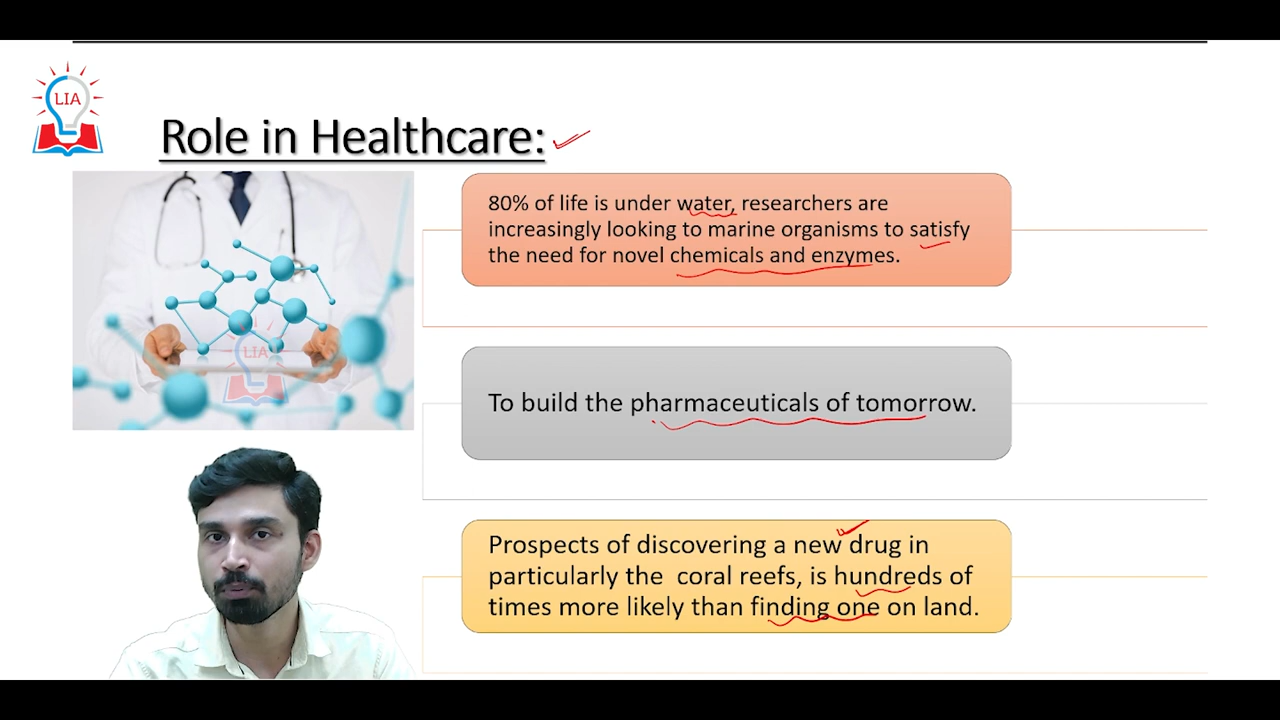 LIA
Role in Healthcare:
80% of life is under water, researchers are
increasingly looking to marine organisms to satisfy
the need for novel chemicals and enzymes.
LIA
To build the pharmaceuticals of tomorrow.
Prospects of discovering a new drug in
particularly the coral reefs, is hundreds of
times more likely than finding one on land.